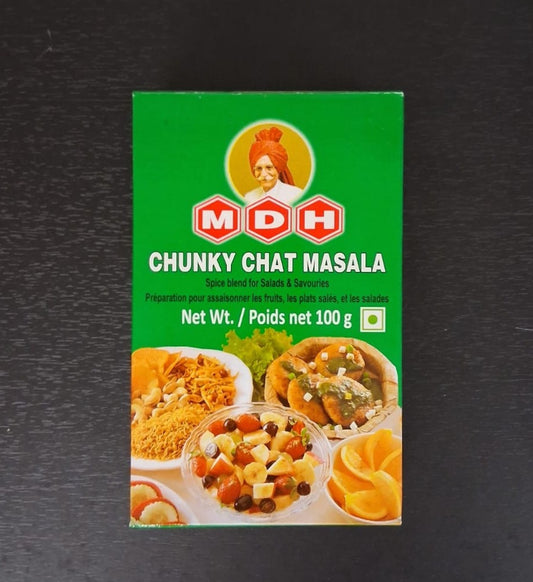 MDH
CHUNKY CHAT MASALA
Spice blend for Salads & Savouries
Préparation pour assaisonner les fruits, les plats salés, et les salades
Net Wt. / Poids net 100 g